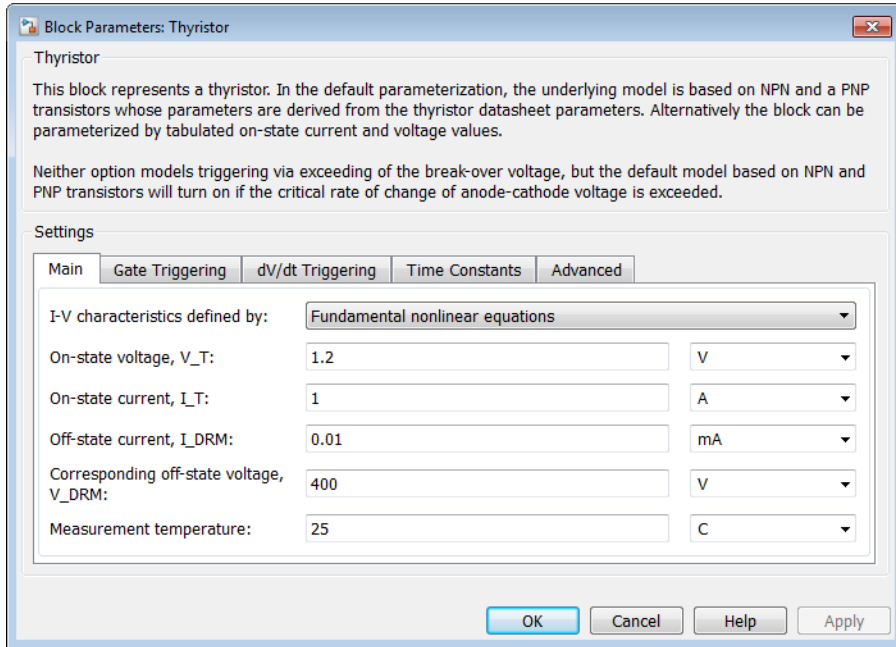 Block Parameters: Thyristor
Thyristor
This block represents a thyristor. In the default parameterization, the underlying model is based on NPN and a PNP
transistors whose parameters are derived from the thyristor datasheet parameters. Alternatively the block can be
parameterized by tabulated on-state current and voltage values.
Neither option models triggering via exceeding of the break-over voltage, but the default model based on NPN and
PNP transistors will turn on if the critical rate of change of anode-cathode voltage is exceeded.
Settings
Main Gate Triggering dV/dt Triggering Time Constants Advanced
I-V characteristics defined by: Fundamental nonlinear equations
On-state voltage, V_T: 1.2 V
On-state current, I_T: 1 A
Off-state current, I_DRM: 0.01 mA
Corresponding off-state voltage,
V_DRM: 400 V
Measurement temperature: 25 C
OK Cancel Help Apply